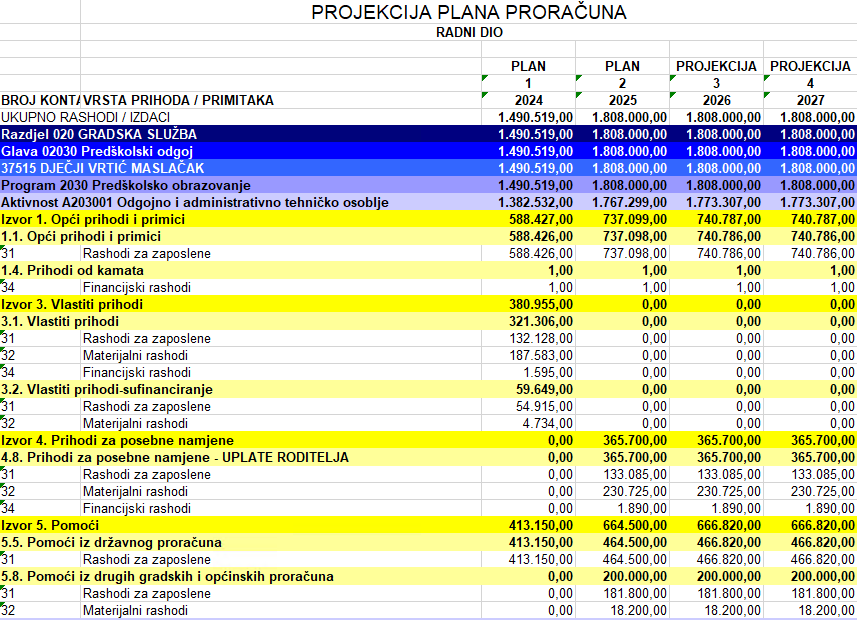 PROJEKCIJA PLANA PRORAČUNA
RADNI DIO
PLAN PLAN PROJEKCIJA PROJEKCIJA
1 2 3 4
BROJ KONTA VRSTA PRIHODA / PRIMITAKA 2024 2025 2026 2027
UKUPNO RASHODI / IZDACI 1.490.519,00 1.808.000,00 1.808.000,00 1.808.000,00
Razdjel 020 GRADSKA SLUŽBA 1.490.519,00 1.808.000,00 1.808.000,00 1.808.000,00
Glava 02030 Predškolski odgoj 1.490.519,00 1.808.000,00 1.808.000,00 1.808.000,00
37515 DJEČJI VRTIĆ MASLAČAK 1.490.519,00 1.808.000,00 1.808.000,00 1.808.000,00
Program 2030 Predškolsko obrazovanje 1.490.519,00 1.808.000,00 1.808.000,00 1.808.000,00
Aktivnost A203001 Odgojno i administrativno tehničko osoblje 1.382.532,00 1.767.299,00 1.773.307,00 1.773.307,00
Izvor 1. Opći prihodi i primici 588.427,00 737.099,00 740.787,00 740.787,00
1.1. Opći prihodi i primici 588.426,00 737.098,00 740.786,00 740.786,00
31 Rashodi za zaposlene 588.426,00 737.098,00 740.786,00 740.786,00
1.4. Prihodi od kamata 1,00 1,00 1,00 1,00
34 Financijski rashodi 1,00 1,00 1,00 1,00
Izvor 3. Vlastiti prihodi 380.955,00 0,00 0,00 0,00
3.1. Vlastiti prihodi 321.306,00 0,00 0,00 0,00
31 Rashodi za zaposlene 132.128,00 0,00 0,00 0,00
32 Materijalni rashodi 187.583,00 0,00 0,00 0,00
34 Financijski rashodi 1.595,00 0,00 0,00 0,00
3.2. Vlastiti prihodi-sufinanciranje 59.649,00 0,00 0,00 0,00
31 Rashodi za zaposlene 54.915,00 0,00 0,00 0,00
32 Materijalni rashodi 4.734,00 0,00 0,00 0,00
Izvor 4. Prihodi za posebne namjene 0,00 365.700,00 365.700,00 365.700,00
4.8. Prihodi za posebne namjene - UPLATE RODITELJA 0,00 365.700,00 365.700,00 365.700,00
31 Rashodi za zaposlene 0,00 133.085,00 133.085,00 133.085,00
32 Materijalni rashodi 0,00 230.725,00 230.725,00 230.725,00
34 Financijski rashodi 0,00 1.890,00 1.890,00 1.890,00
Izvor 5. Pomoći 413.150,00 664.500,00 666.820,00 666.820,00
5.5. Pomoći iz državnog proračuna 413.150,00 464.500,00 466.820,00 466.820,00
31 Rashodi za zaposlene 413.150,00 464.500,00 466.820,00 466.820,00
5.8. Pomoći iz drugih gradskih i općinskih proračuna 0,00 200.000,00 200.000,00 200.000,00
31 Rashodi za zaposlene 0,00 181.800,00 181.800,00 181.800,00
32 Materijalni rashodi 0,00 18.200,00 18.200,00 18.200,00